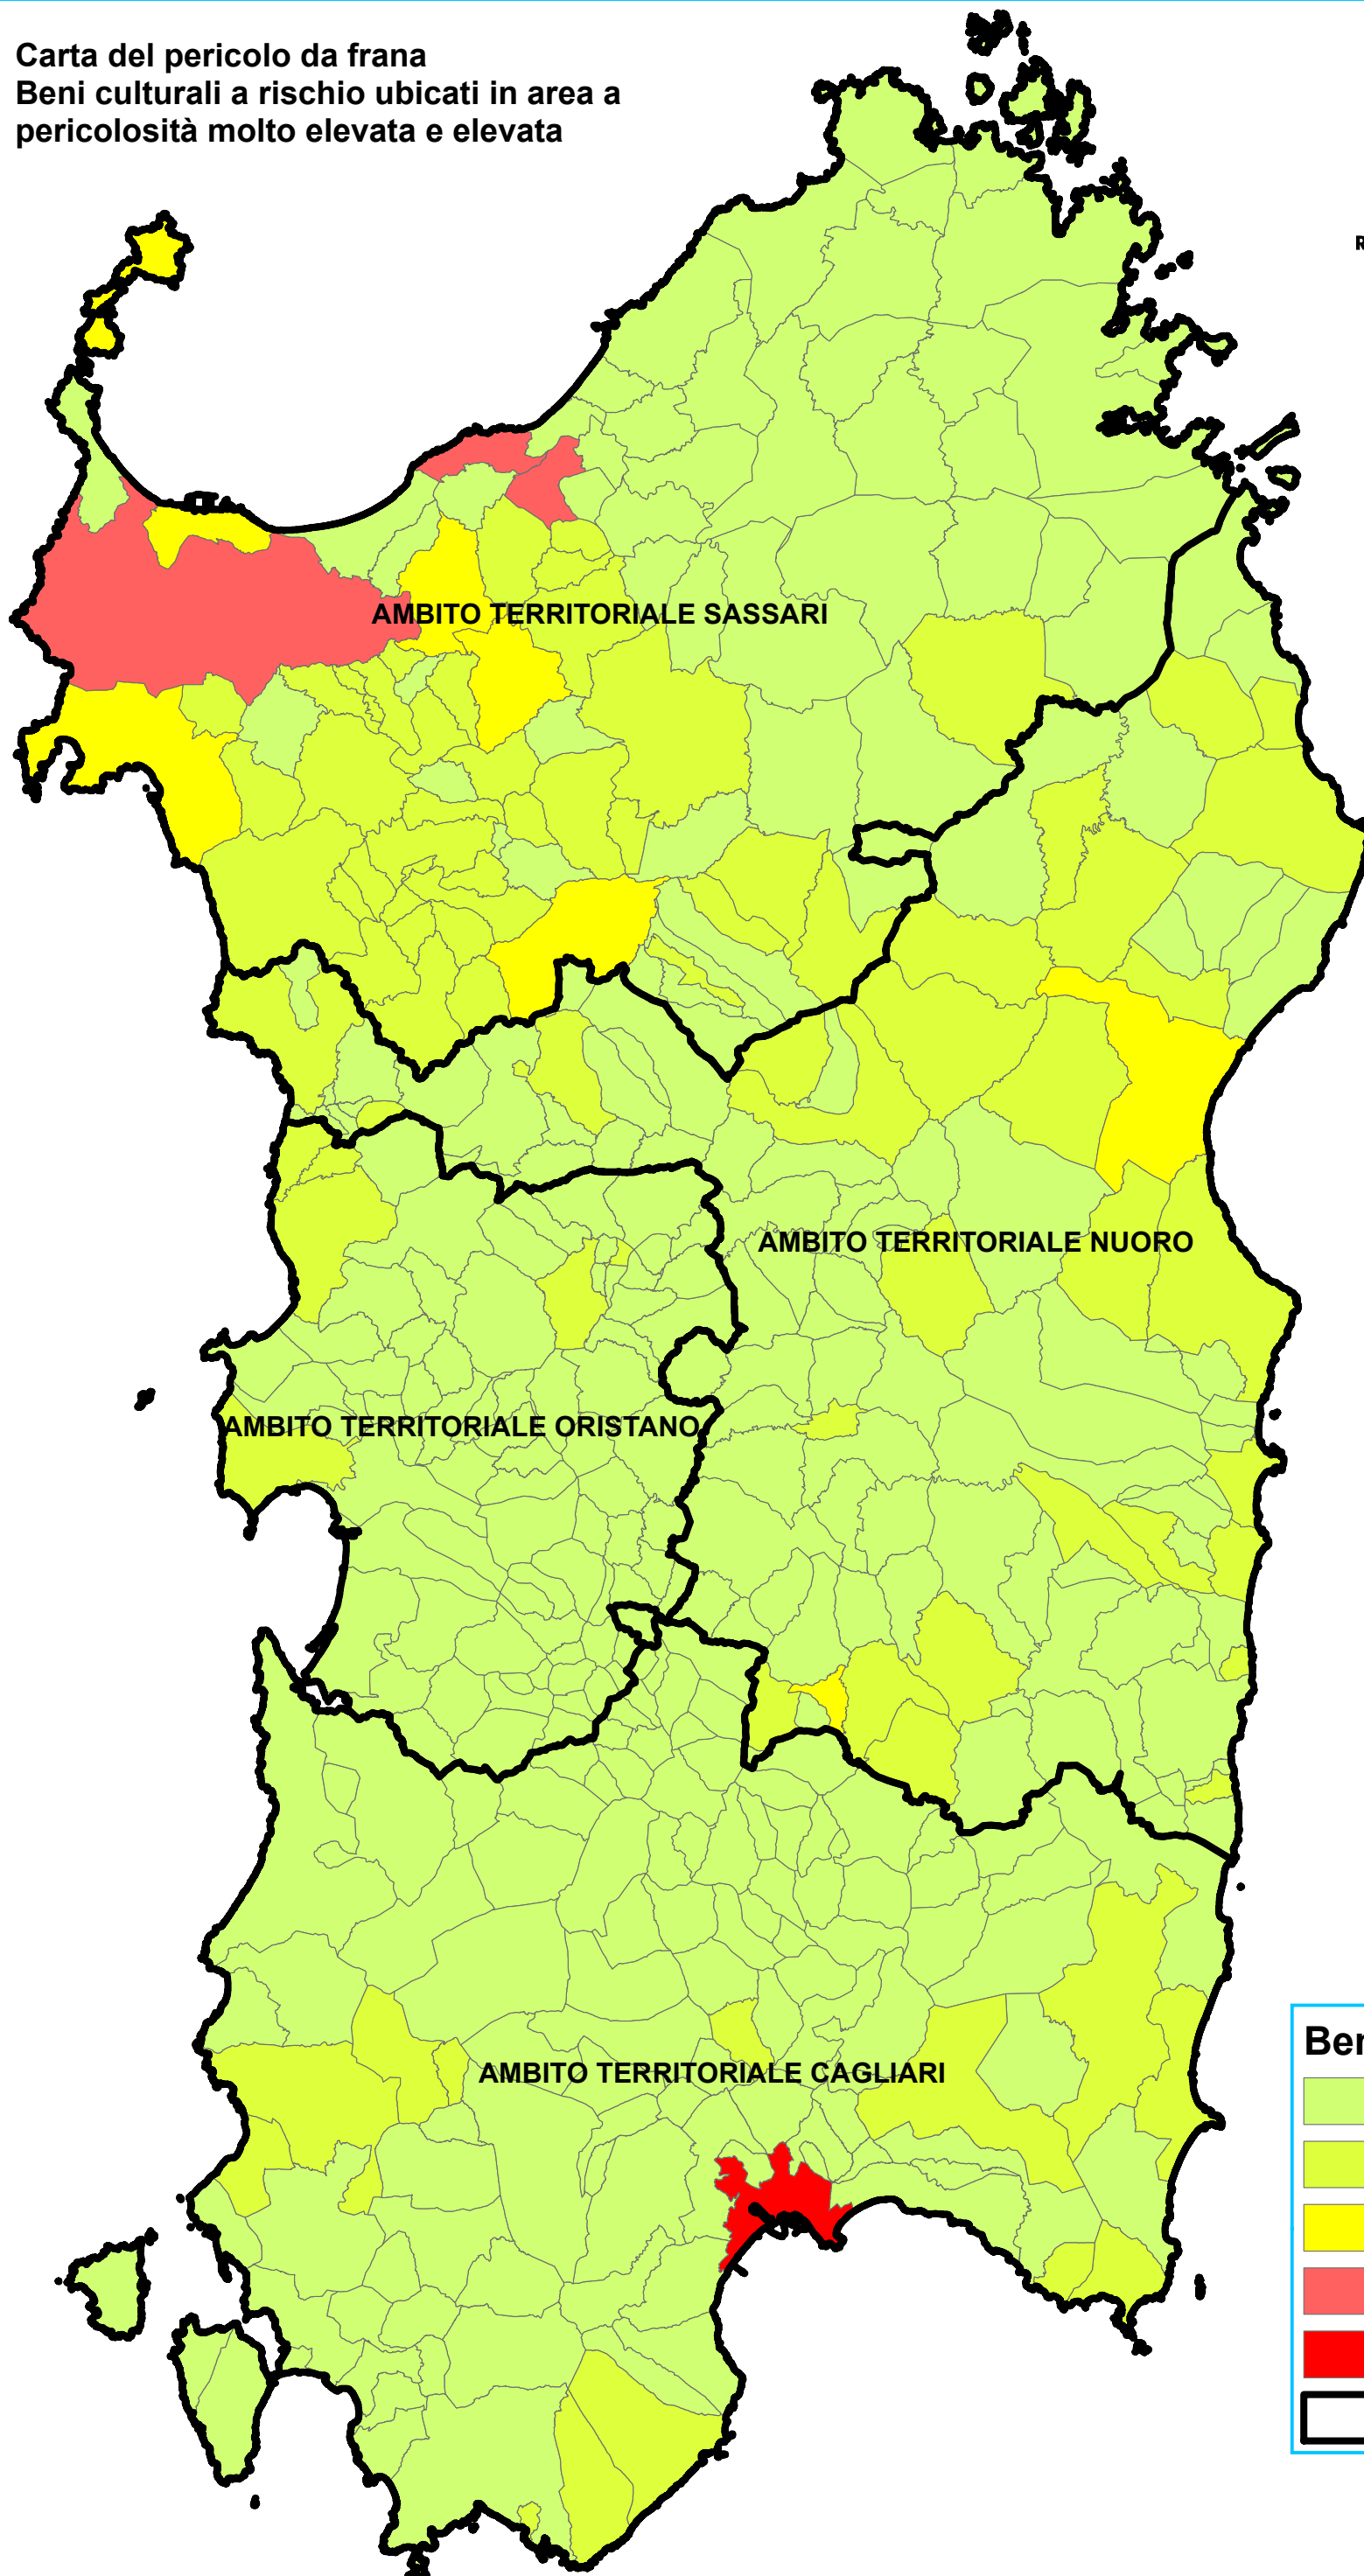 Carta del pericolo da frana
Beni culturali a rischio ubicati in area a
pericolosità molto elevata e elevata
R
AMBITO TERRITORIALE SASSARI
AMBITO TERRITORIALE NUORO
AMBITO TERRITORIALE ORISTANO
AMBITO TERRITORIALE CAGLIARI